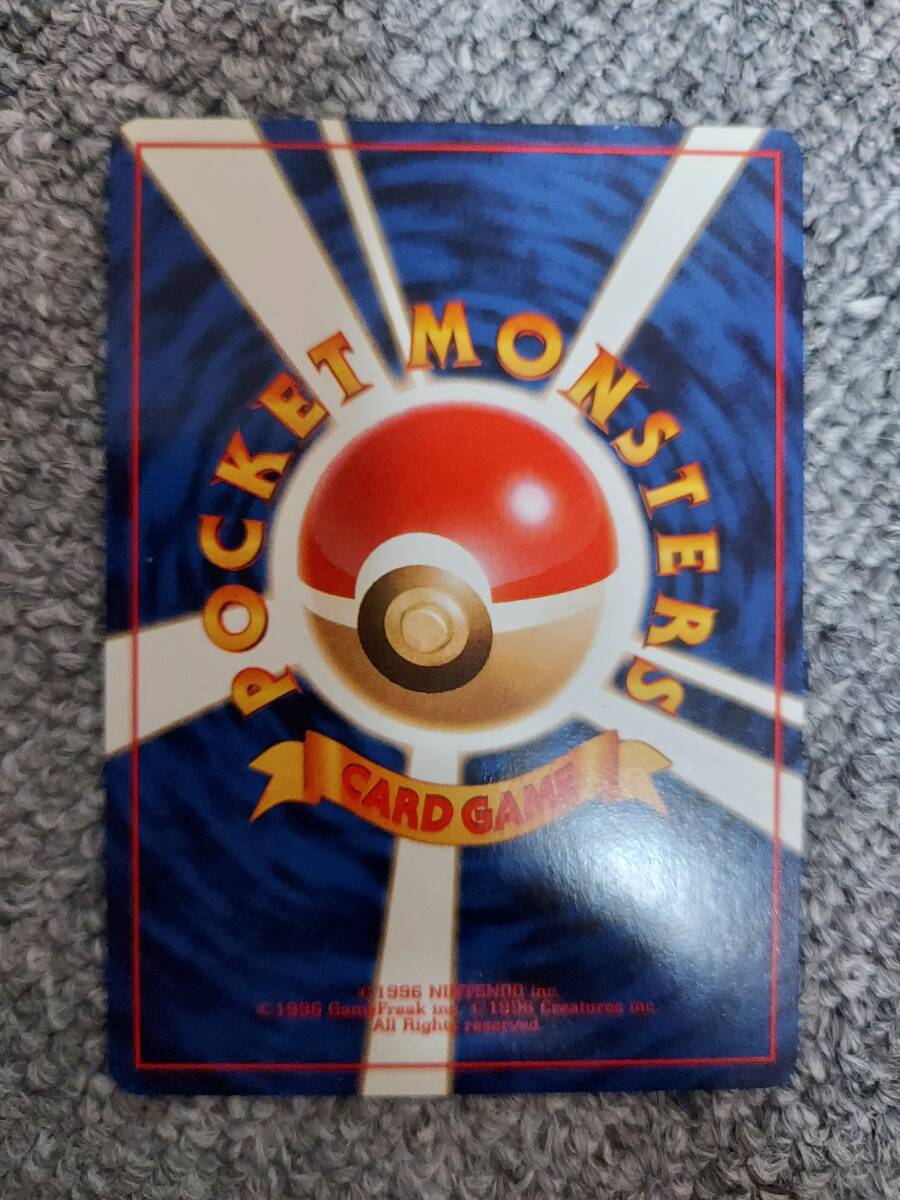 POCKET MONSTERS
CARD GAME
©1996 NINTENDO inc.
© 1996 GameFreak inc. © 1996 Creatures inc.
All Rights reserved.